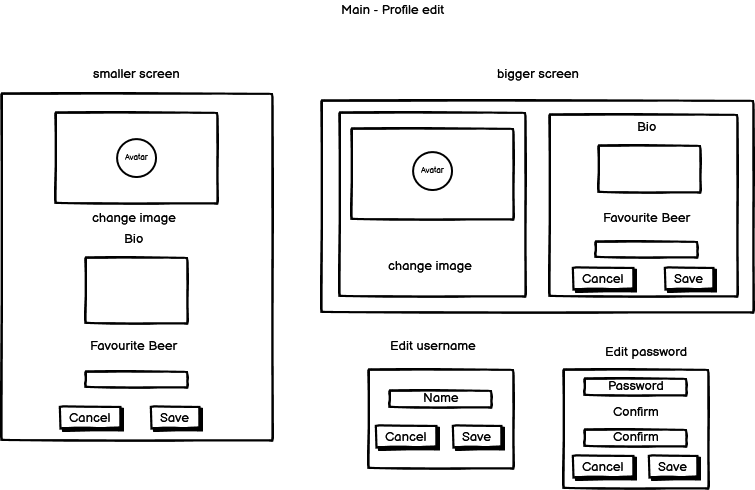 Main - Profile edit
smaller screen
Avatar
change image
Bio
Favourite Beer
Cancel
Save
bigger screen
Avatar
change image
Bio
Favourite Beer
Cancel
Save
Edit username
Name
Cancel
Save
Edit password
Password
Confirm
Confirm
Cancel
Save